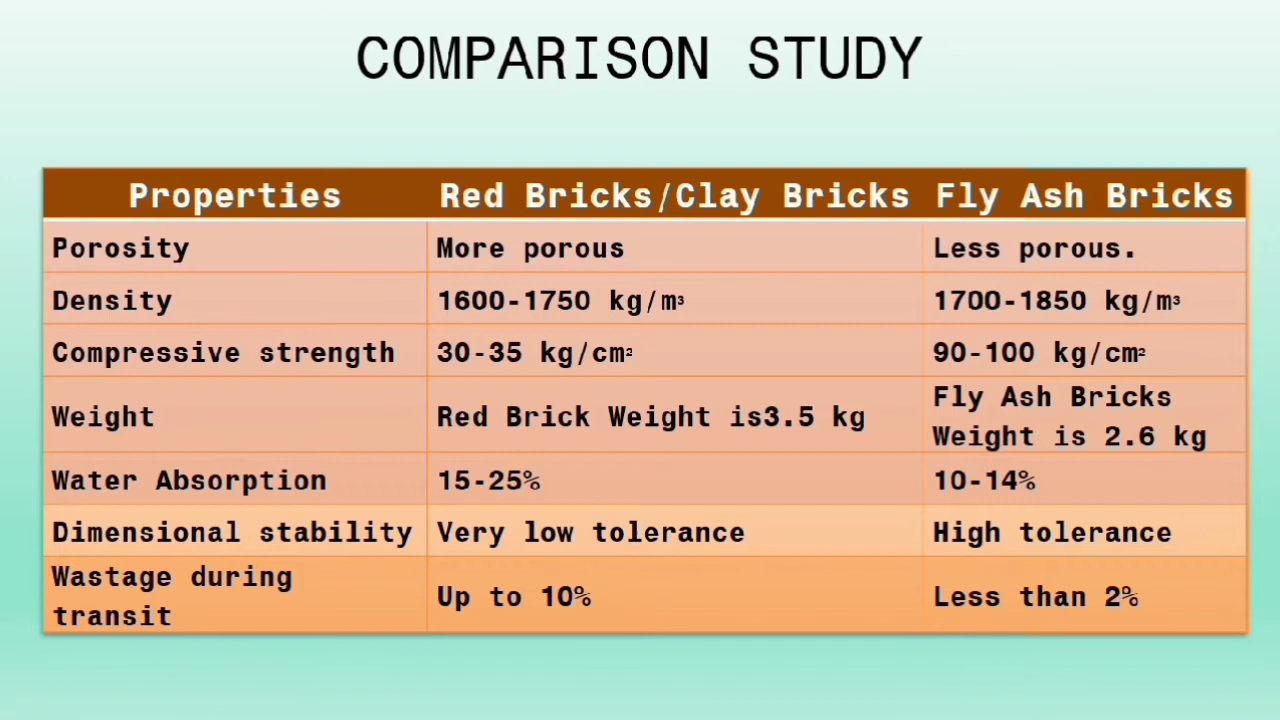 COMPARISON STUDY
Properties Red Bricks/Clay Bricks Fly Ash Bricks
Porosity More porous Less porous.
Density 1600-1750 kg/m³ 1700-1850 kg/m³
Compressive strength 30-35 kg/cm² 90-100 kg/cm²
Weight Red Brick Weight is3.5 kg Fly Ash Bricks
Weight is 2.6 kg
Water Absorption 15-25% 10-14%
Dimensional stability Very low tolerance High tolerance
Wastage during
transit Up to 10% Less than 2%